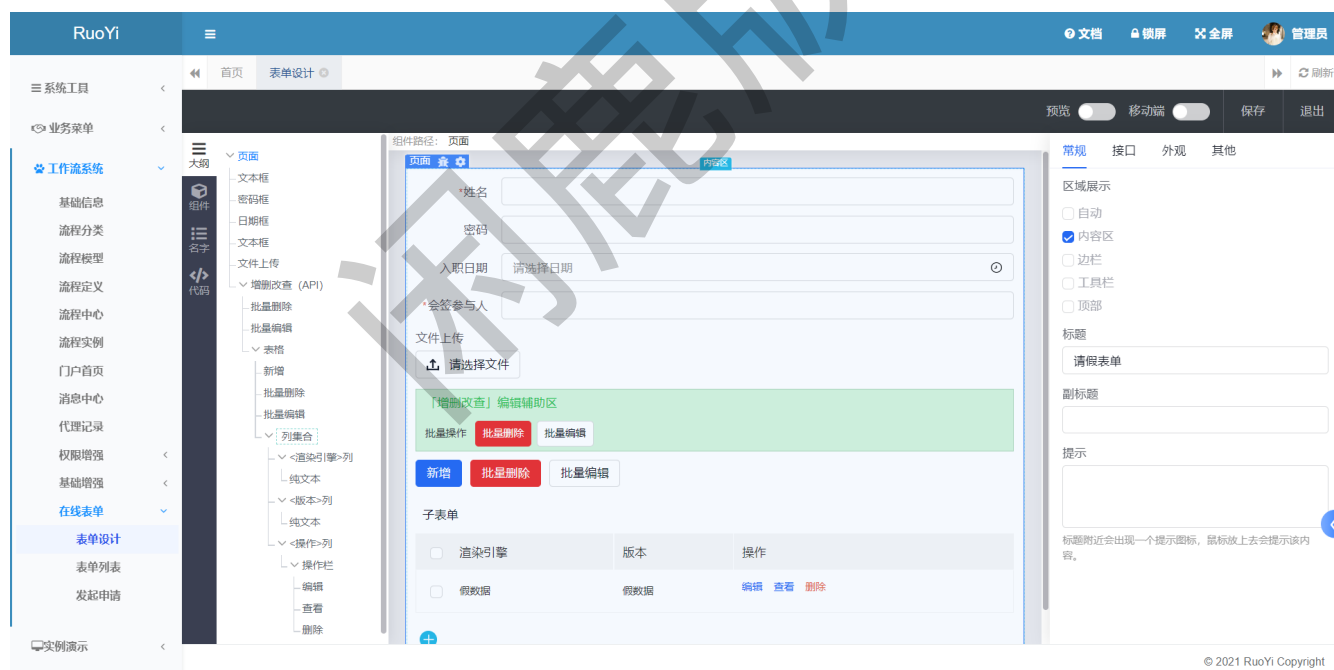 RuoYi
文档 锁屏 全屏 管理员
首页 表单设计 刷新
预览 移动端 保存 退出
系统工具
业务菜单
工作流系统
基础信息
流程分类
流程模型
流程定义
流程中心
流程实例
门户首页
消息中心
代理记录
权限增强
基础增强
在线表单
表单设计
表单列表
发起申请
实例演示
大纲
组件
名字
代码
页面
文本框
密码框
日期框
文本框
文件上传
增删改查 (API)
批量删除
批量编辑
表格
新增
批量删除
批量编辑
列集合
<渲染引擎>列
纯文本
<版本>列
纯文本
<操作>列
操作栏
编辑
查看
删除
组件路径: 页面
页面
内容区
*姓名
密码
入职日期 请选择日期
*会签参与人
文件上传
请选择文件
「增删改查」编辑辅助区
批量操作 批量删除 批量编辑
新增 批量删除 批量编辑
子表单
渲染引擎 版本 操作
假数据 假数据 编辑 查看 删除
常规 接口 外观 其他
区域展示
自动
内容区
边栏
工具栏
顶部
标题
请假表单
副标题
提示
标题附近会出现一个提示图标，鼠标放上去会提示该内
容。
© 2021 RuoYi Copyright